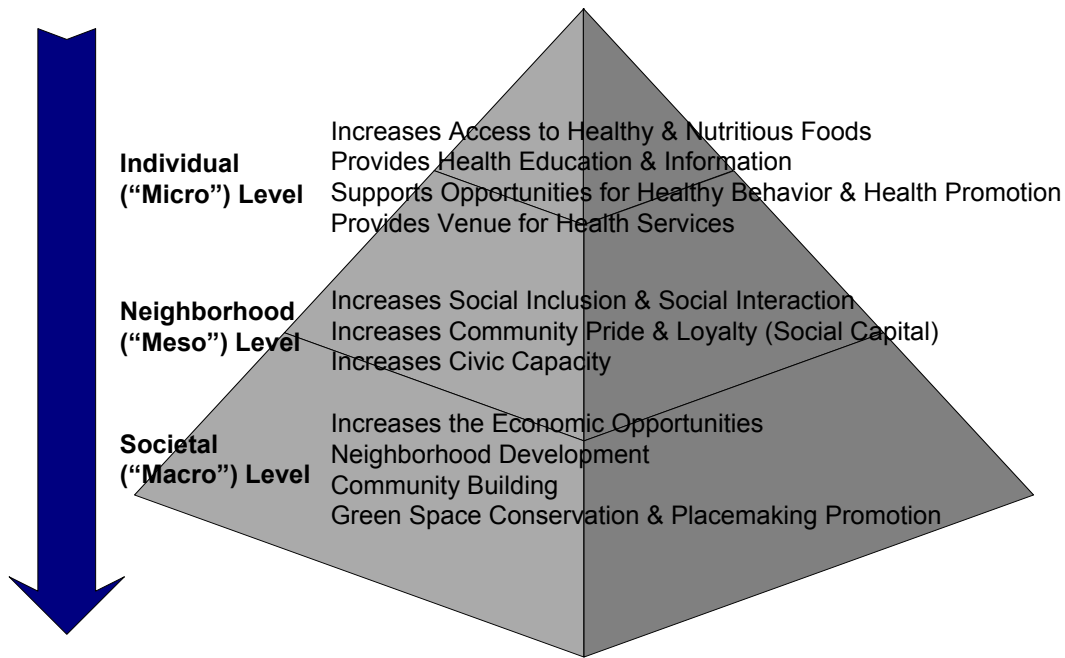 Individual
(“Micro”) Level
Increases Access to Healthy & Nutritious Foods
Provides Health Education & Information
Supports Opportunities for Healthy Behavior & Health Promotion
Provides Venue for Health Services
Neighborhood
(“Meso”) Level
Increases Social Inclusion & Social Interaction
Increases Community Pride & Loyalty (Social Capital)
Increases Civic Capacity
Societal
(“Macro”) Level
Increases the Economic Opportunities
Neighborhood Development
Community Building
Green Space Conservation & Placemaking Promotion